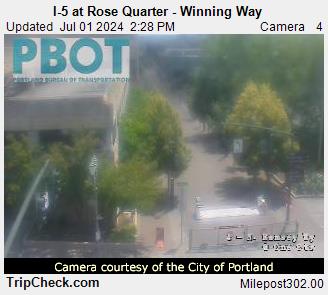 I-5 at Rose Quarter - Winning Way
Updated Jul 01 2024 2:28 PM Camera 4
PBOT
PORTLAND BUREAU OF TRANSPORTATION
Camera courtesy of the City of Portland
TripCheck.com Milepost302.00